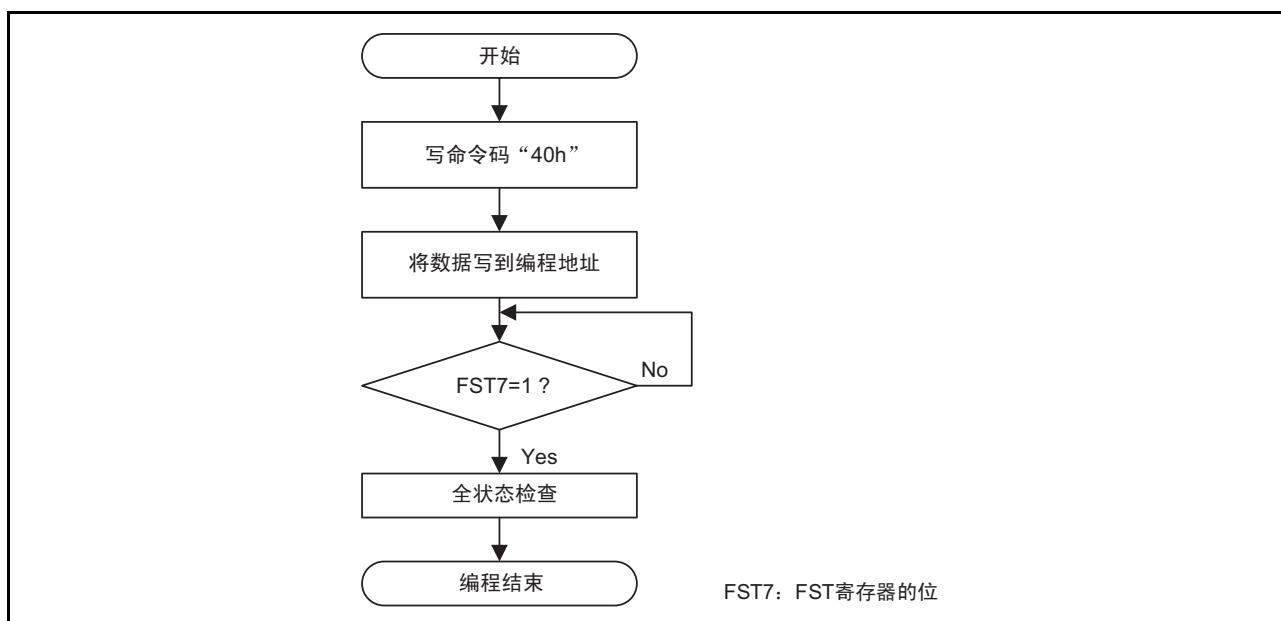 开始
写命令码“40h”
将数据写到编程地址
FST7=1？
No
Yes
全状态检查
编程结束
FST7：FST寄存器的位